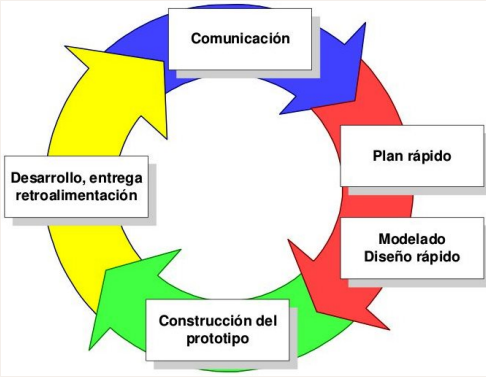 Comunicación
Plan rápido
Modelado
Diseño rápido
Construcción del
prototipo
Desarrollo, entrega
retroalimentación